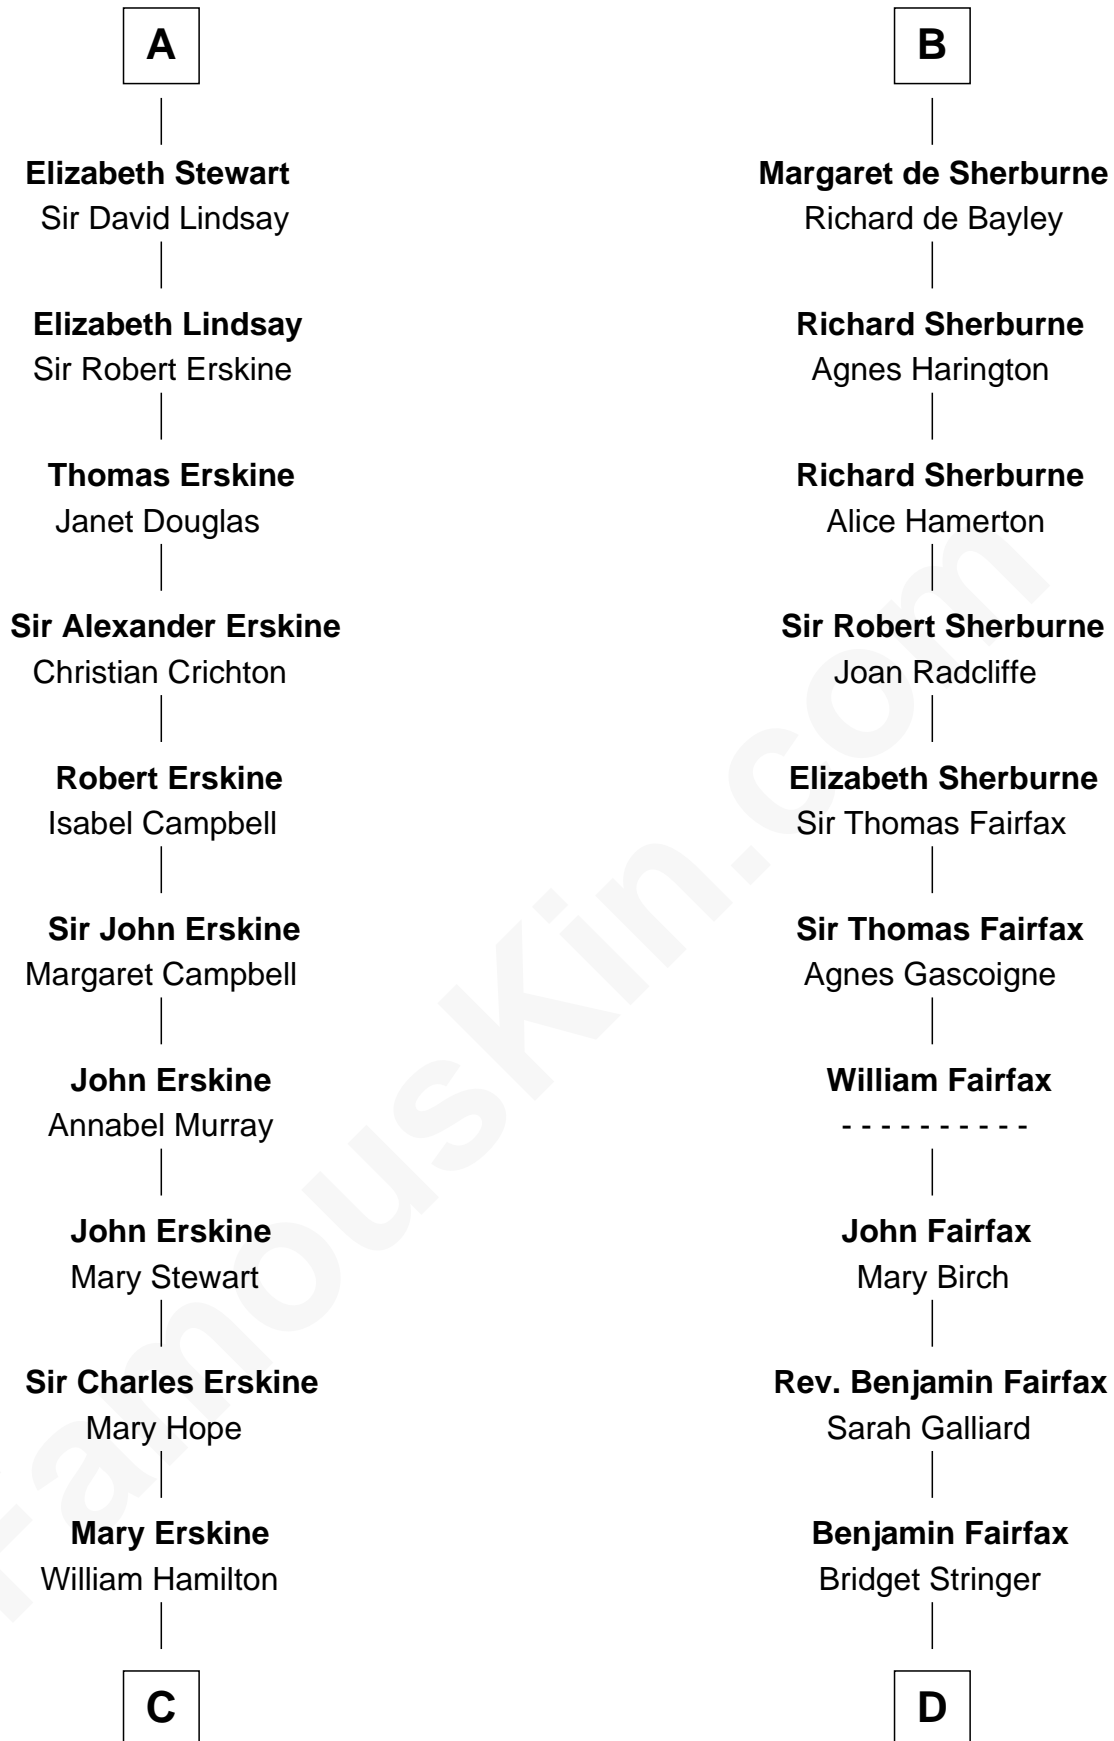 A
Elizabeth Stewart
Sir David Lindsay
Elizabeth Lindsay
Sir Robert Erskine
Thomas Erskine
Janet Douglas
Sir Alexander Erskine
Christian Crichton
Robert Erskine
Isabel Campbell
Sir John Erskine
Margaret Campbell
John Erskine
Annabel Murray
John Erskine
Mary Stewart
Sir Charles Erskine
Mary Hope
Mary Erskine
William Hamilton
C
B
Margaret de Sherburne
Richard de Bayley
Richard Sherburne
Agnes Harington
Richard Sherburne
Alice Hamerton
Sir Robert Sherburne
Joan Radcliffe
Elizabeth Sherburne
Sir Thomas Fairfax
Sir Thomas Fairfax
Agnes Gascoigne
William Fairfax
- - - - - - - - - -
John Fairfax
Mary Birch
Rev. Benjamin Fairfax
Sarah Galliard
Benjamin Fairfax
Bridget Stringer
D
FamousKin.com